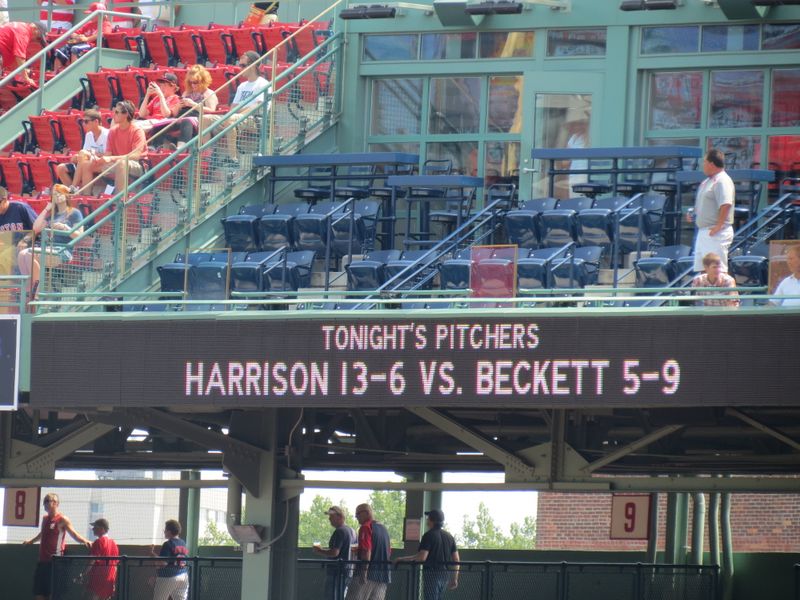 TONIGHT'S PITCHERS
HARRISON 13-6 VS. BECKETT 5-9
8
9